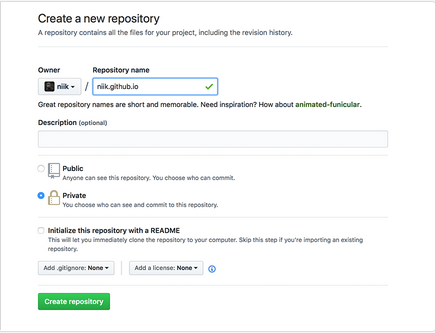 Create a new repository
A repository contains all the files for your project, including the revision history.
Owner
Repository name
niik
/
niik.github.io
Great repository names are short and memorable. Need inspiration? How about animated-funicular.
Description (optional)
Public
Anyone can see this repository. You choose who can commit.
Private
You choose who can see and commit to this repository.
Initialize this repository with a README
This will let you immediately clone the repository to your computer. Skip this step if you're importing an existing
repository.
Add .gitignore: None
Add a license: None
Create repository